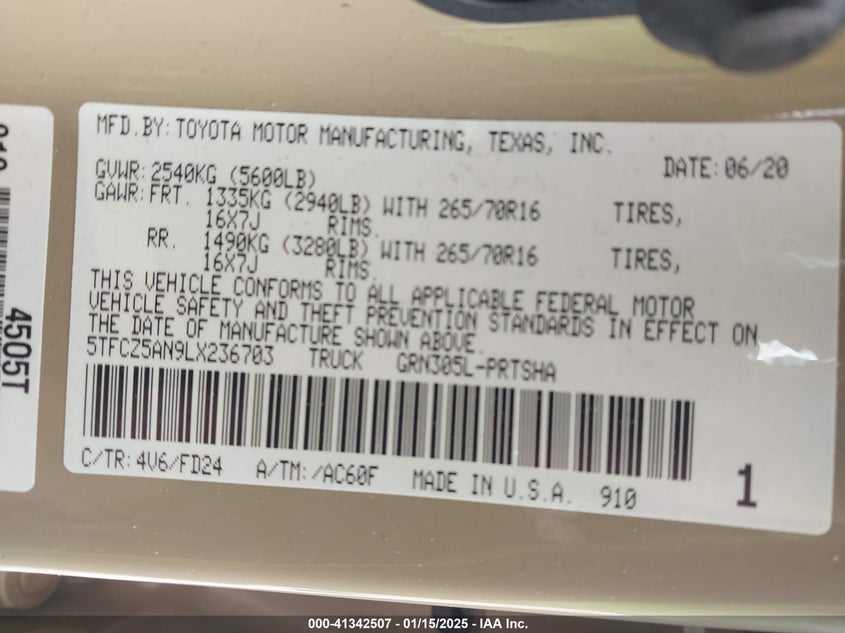 MFD.BY:TOYOTA MOTOR MANUFACTURING, TEXAS, INC.
DATE:06/20
GVWR:2540KG (5600LB)
GAWR:FRT. 1335KG (2940LB) WITH 265/70R16 TIRES,
16X7J RIMS.
RR. 1490KG (3280LB) WITH 265/70R16 TIRES,
16X7J RIMS.
THIS VEHICLE CONFORMS TO ALL APPLICABLE FEDERAL MOTOR
VEHICLE SAFETY AND THEFT PREVENTION STANDARDS IN EFFECT ON
THE DATE OF MANUFACTURE SHOWN ABOVE.
5TFCZ5AN9LX236703 TRUCK GRN305L-PRTSHA
C/TR:4V6/FD24 A/TM:/AC60F MADE IN U.S.A. 910
1
4505T
000-41342507 - 01/15/2025 - IAA Inc.